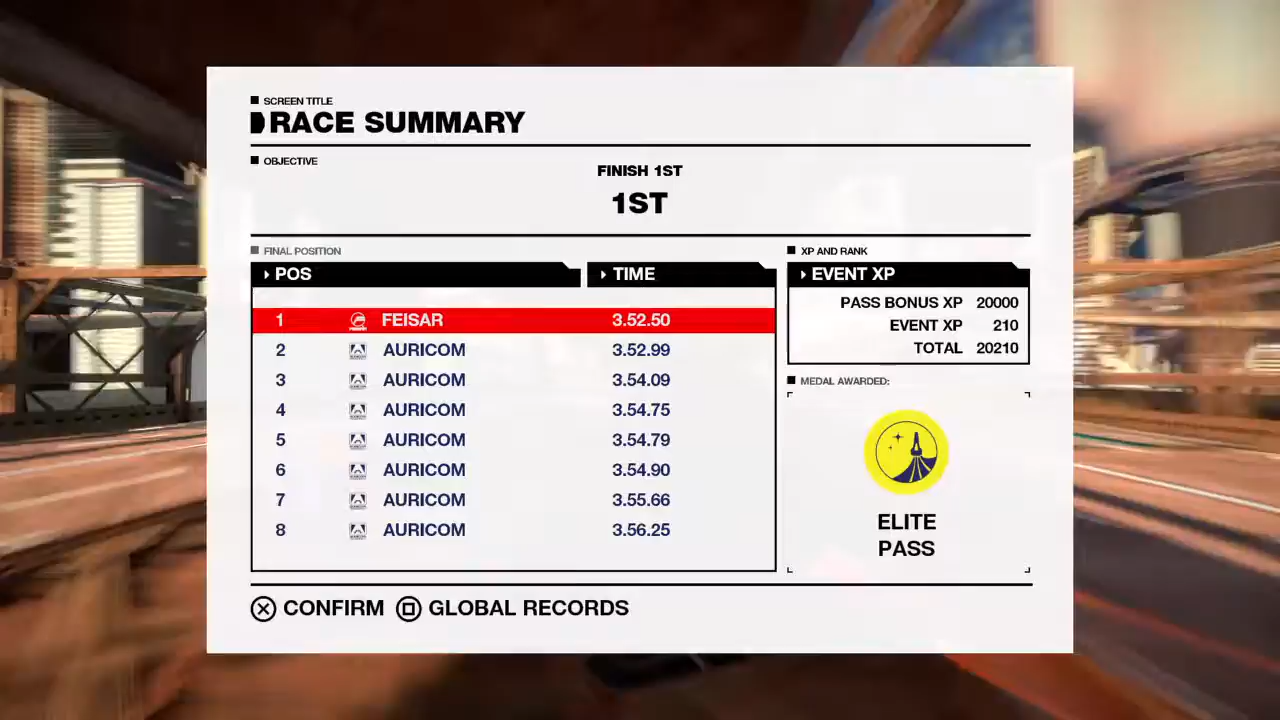 SCREEN TITLE
RACE SUMMARY
OBJECTIVE
FINISH 1ST
1ST
FINAL POSITION
POS TIME
1 FEISAR 3.52.50
2 AURICOM 3.52.99
3 AURICOM 3.54.09
4 AURICOM 3.54.75
5 AURICOM 3.54.79
6 AURICOM 3.54.90
7 AURICOM 3.55.66
8 AURICOM 3.56.25
XP AND RANK
EVENT XP
PASS BONUS XP 20000
EVENT XP 210
TOTAL 20210
MEDAL AWARDED:
ELITE
PASS
CONFIRM GLOBAL RECORDS